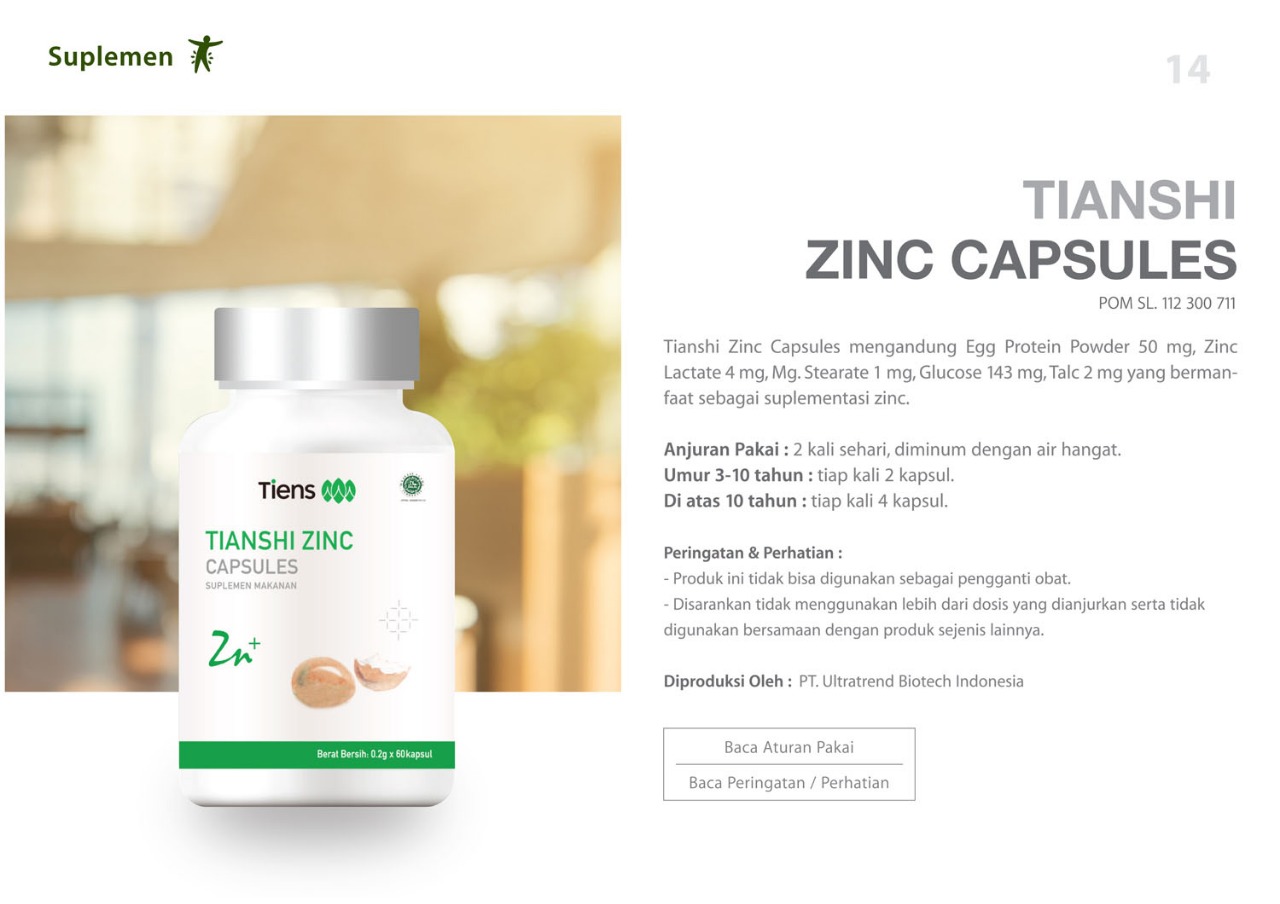 Suplemen
14
TIANSHI
ZINC CAPSULES
POM SL. 112 300 711
Tianshi Zinc Capsules mengandung Egg Protein Powder 50 mg, Zinc
Lactate 4 mg, Mg. Stearate 1 mg, Glucose 143 mg, Talc 2 mg yang berman-
faat sebagai suplementasi zinc.
Anjuran Pakai : 2 kali sehari, diminum dengan air hangat.
Umur 3-10 tahun : tiap kali 2 kapsul.
Di atas 10 tahun : tiap kali 4 kapsul.
Peringatan & Perhatian :
- Produk ini tidak bisa digunakan sebagai pengganti obat.
- Disarankan tidak menggunakan lebih dari dosis yang dianjurkan serta tidak
digunakan bersamaan dengan produk sejenis lainnya.
Diproduksi Oleh : PT. Ultratrend Biotech Indonesia
Baca Aturan Pakai
Baca Peringatan / Perhatian
Tiens
TIANSHI ZINC
CAPSULES
SUPLEMEN MAKANAN
Zn+
Berat Bersih: 0.2g x 60kapsul